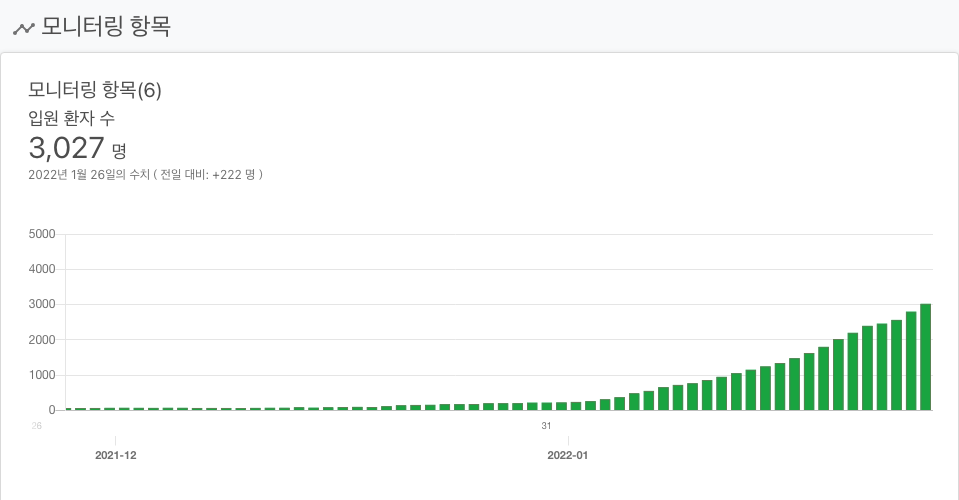 모니터링 항목
모니터링 항목(6)
입원 환자 수
3,027 명
2022년 1월 26일의 수치 ( 전일 대비: +222 명 )
5000
4000
3000
2000
1000
0
26
31
2021-12
2022-01